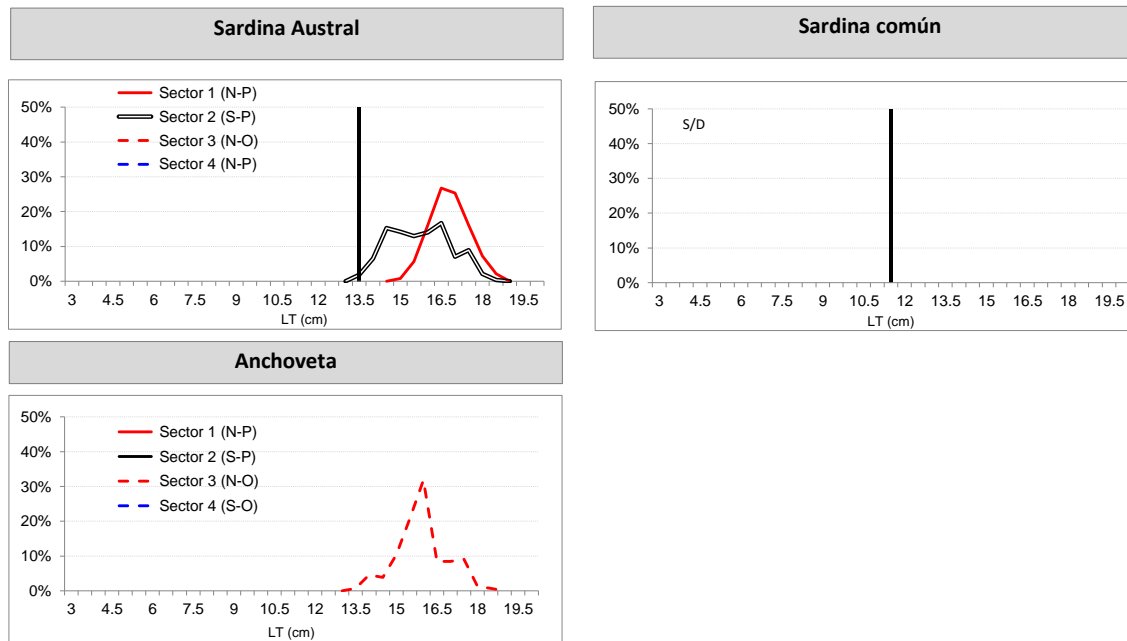 Sardina Austral
Sector 1 (N-P)
Sector 2 (S-P)
Sector 3 (N-O)
Sector 4 (N-P)
50%
40%
30%
20%
10%
0%
3 4.5 6 7.5 9 10.5 12 13.5 15 16.5 18 19.5
LT (cm)
Sardina común
S/D
50%
40%
30%
20%
10%
0%
3 4.5 6 7.5 9 10.5 12 13.5 15 16.5 18 19.5
LT (cm)
Anchoveta
Sector 1 (N-P)
Sector 2 (S-P)
Sector 3 (N-O)
Sector 4 (S-O)
50%
40%
30%
20%
10%
0%
3 4.5 6 7.5 9 10.5 12 13.5 15 16.5 18 19.5
LT (cm)